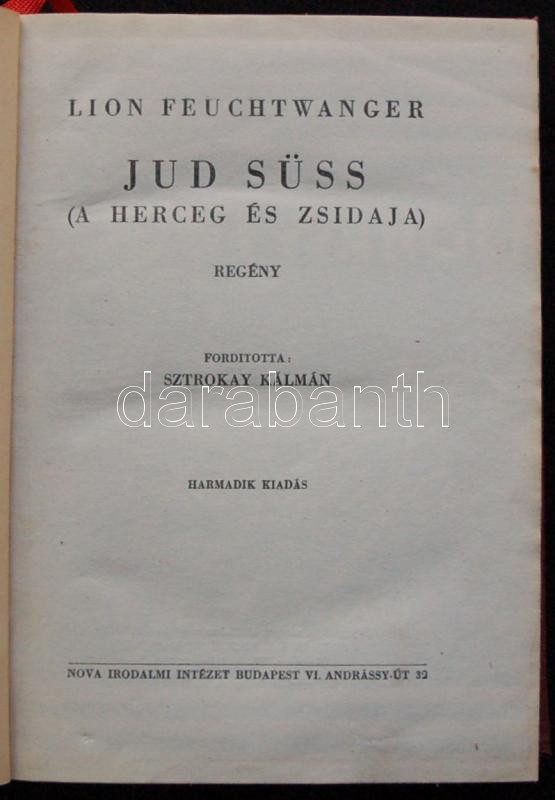 LION FEUCHTWANGER
JUD SÜSS
(A HERCEG ÉS ZSIDAJA)
REGÉNY
FORDITOTTA:
SZTROKAY KÁLMÁN
darabanth
HARMADIK KIADÁS
NOVA IRODALMI INTÉZET BUDAPEST VI. ANDRÁSSY-ÚT 32